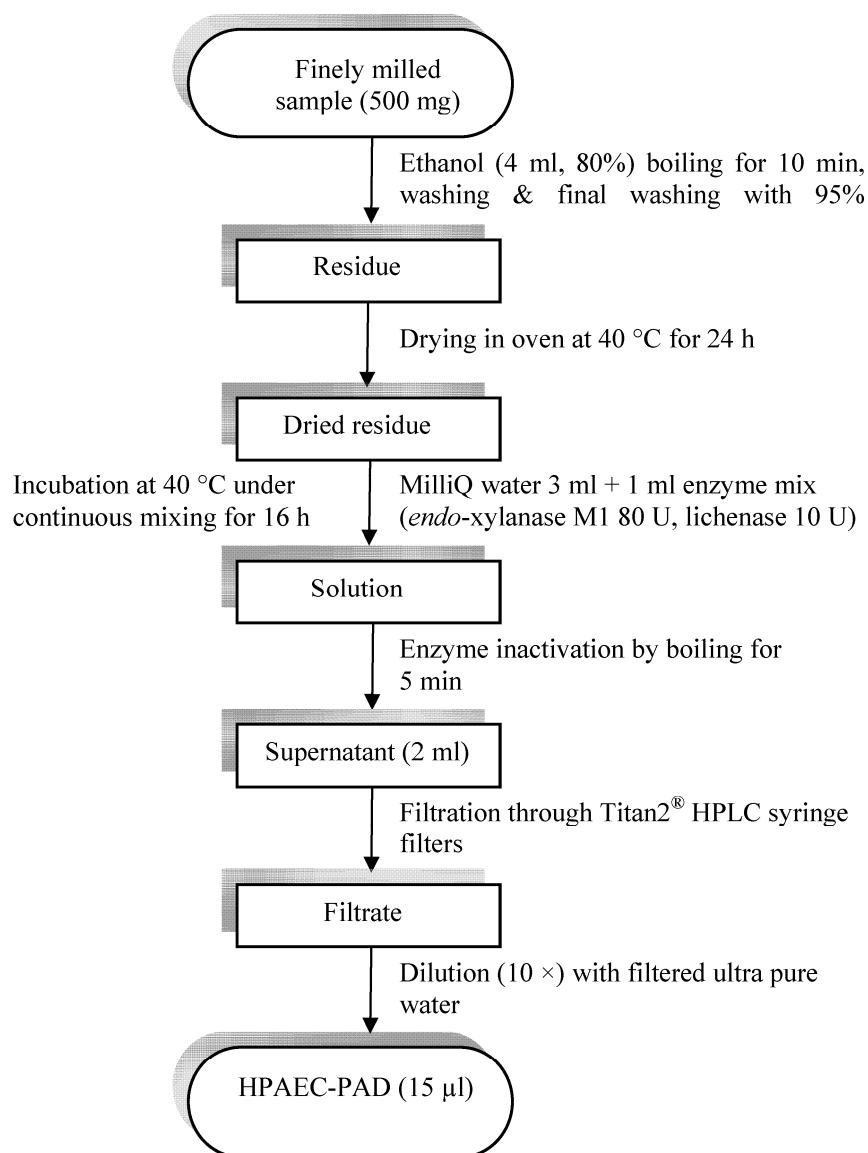 Finely milled
sample (500 mg)
Ethanol (4 ml, 80%) boiling for 10 min,
washing & final washing with 95%
Residue
Drying in oven at 40 °C for 24 h
Dried residue
Incubation at 40 °C under
continuous mixing for 16 h
MilliQ water 3 ml + 1 ml enzyme mix
(endo-xylanase M1 80 U, lichenase 10 U)
Solution
Enzyme inactivation by boiling for
5 min
Supernatant (2 ml)
Filtration through Titan2® HPLC syringe
filters
Filtrate
Dilution (10 ×) with filtered ultra pure
water
HPAEC-PAD (15 µl)